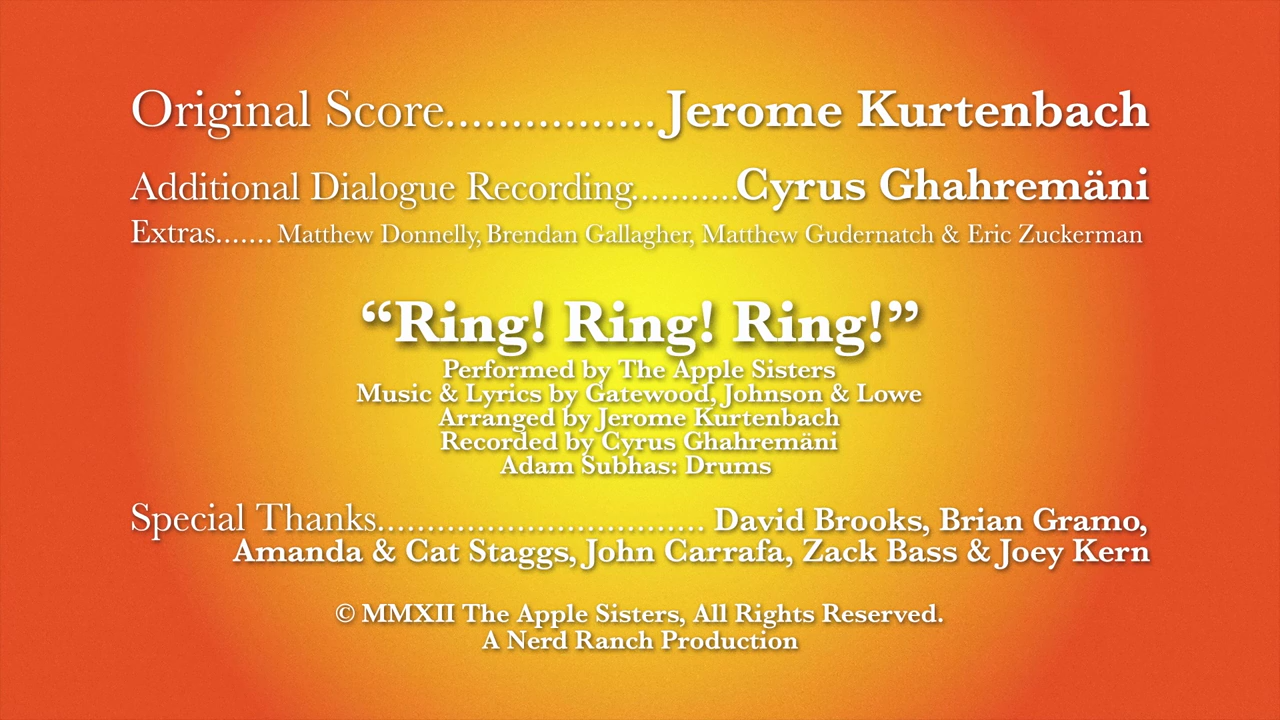 Original Score................ Jerome Kurtenbach
Additional Dialogue Recording...........Cyrus Ghahremäni
Extras....... Matthew Donnelly, Brendan Gallagher, Matthew Gudernatch & Eric Zuckerman
“Ring! Ring! Ring!”
Performed by The Apple Sisters
Music & Lyrics by Gatewood, Johnson & Lowe
Arranged by Jerome Kurtenbach
Recorded by Cyrus Ghahremäni
Adam Subhas: Drums
Special Thanks.................................. David Brooks, Brian Gramo,
Amanda & Cat Staggs, John Carrafa, Zack Bass & Joey Kern
© MMXII The Apple Sisters, All Rights Reserved.
A Nerd Ranch Production